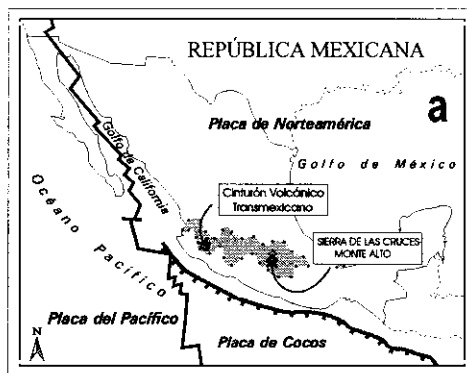 REPÚBLICA MEXICANA
a
Placa de Norteamérica
Golfo de California
Golfo de México
Océano Pacífico
Cinturón Volcánico
Transmexicano
SIERRA DE LAS CRUCES
MONTE ALTO
Placa del Pacífico
Placa de Cocos
N